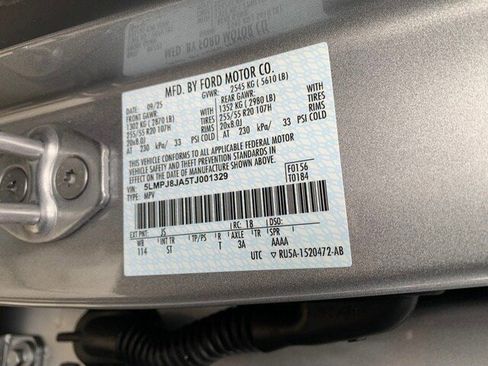 MFD. BY FORD MOTOR CO.
DATE: 09/25 GVWR: 2545 KG ( 5610 LB)
FRONT GAWR: REAR GAWR:
1302 KG ( 2870 LB) WITH 1352 KG ( 2980 LB) WITH
255/55 R20 107H TIRES 255/55 R20 107H TIRES
20x8.0J RIMS 20x8.0J RIMS
AT 230 kPa/ 33 PSI COLD AT 230 kPa/ 33 PSI COLD
THIS VEHICLE CONFORMS TO ALL APPLICABLE FEDERAL MOTOR
VEHICLE SAFETY AND THEFT PREVENTION STANDARDS IN EFFECT
ON THE DATE OF MANUFACTURE SHOWN ABOVE.
VIN: 5LMPJ8JA5TJ001329 F0156
TYPE: MPV T0184
EXT PNT: JS RC: 18 DSO:
WB INT TR TP/PS R T AX TR SPR
114 ST T 3A AAAA
UTC RU5A-1520472-AB